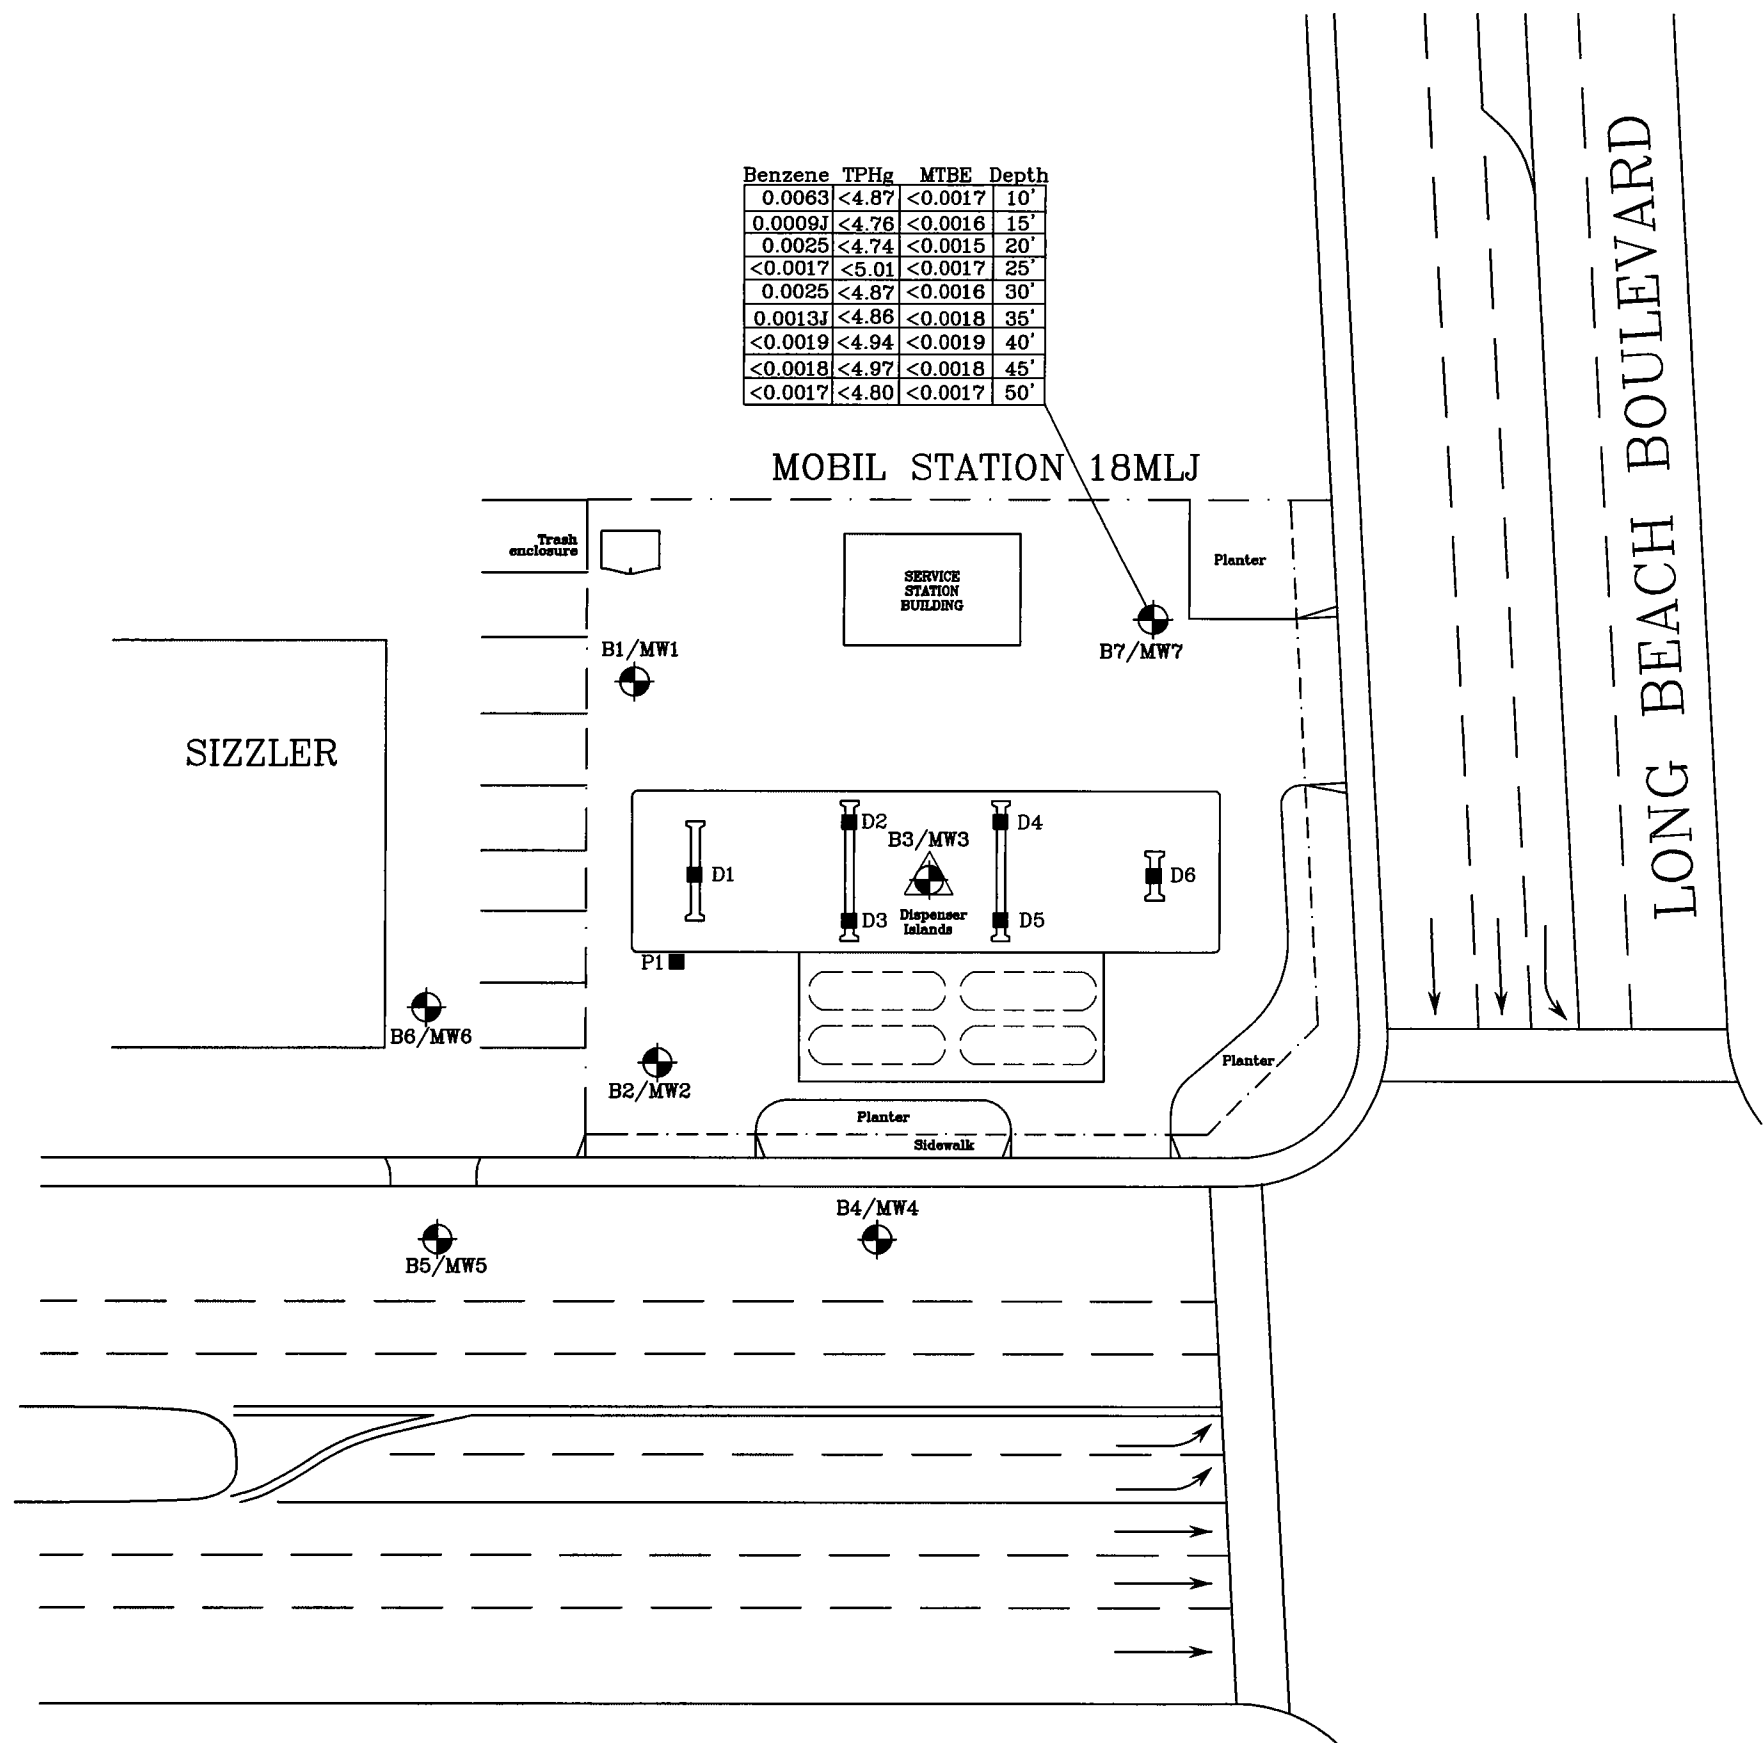 Benzene TPHg MTBE Depth
0.0063 <4.87 <0.0017 10'
0.0009J <4.76 <0.0016 15'
0.0025 <4.74 <0.0015 20'
<0.0017 <5.01 <0.0017 25'
0.0025 <4.87 <0.0016 30'
0.0013J <4.86 <0.0018 35'
<0.0019 <4.94 <0.0019 40'
<0.0018 <4.97 <0.0018 45'
<0.0017 <4.80 <0.0017 50'
MOBIL STATION 18MLJ
LONG BEACH BOULEVARD
Trash
enclosure
SERVICE
STATION
BUILDING
Planter
B1/MW1
B7/MW7
SIZZLER
D2
D4
B3/MW3
D1
D6
D3
Dispenser
Islands
D5
P1
B6/MW6
B2/MW2
Planter
Planter
Sidewalk
B4/MW4
B5/MW5